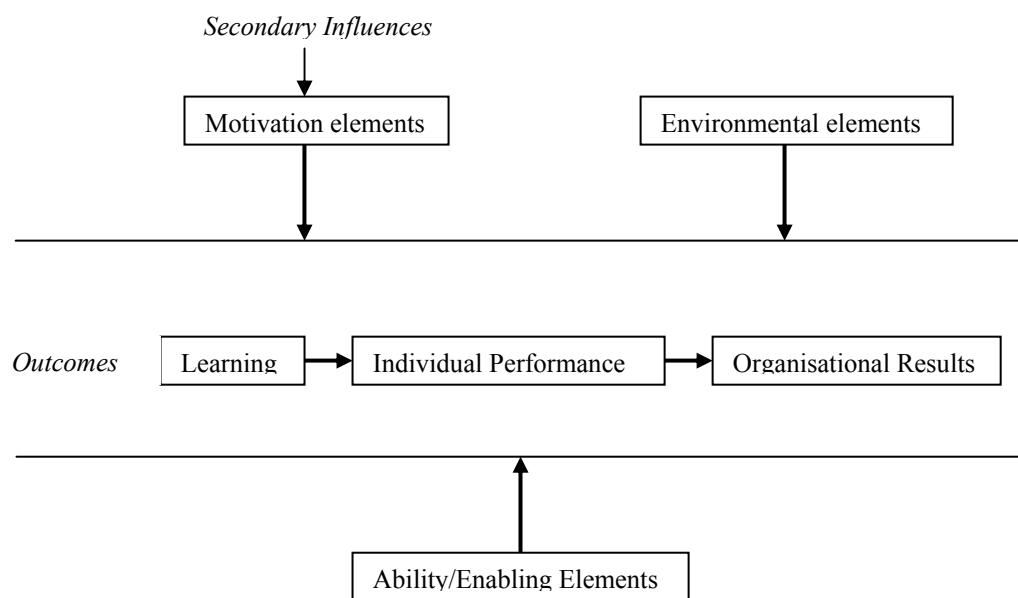 Secondary Influences
Motivation elements
Environmental elements
Outcomes
Learning
Individual Performance
Organisational Results
Ability/Enabling Elements